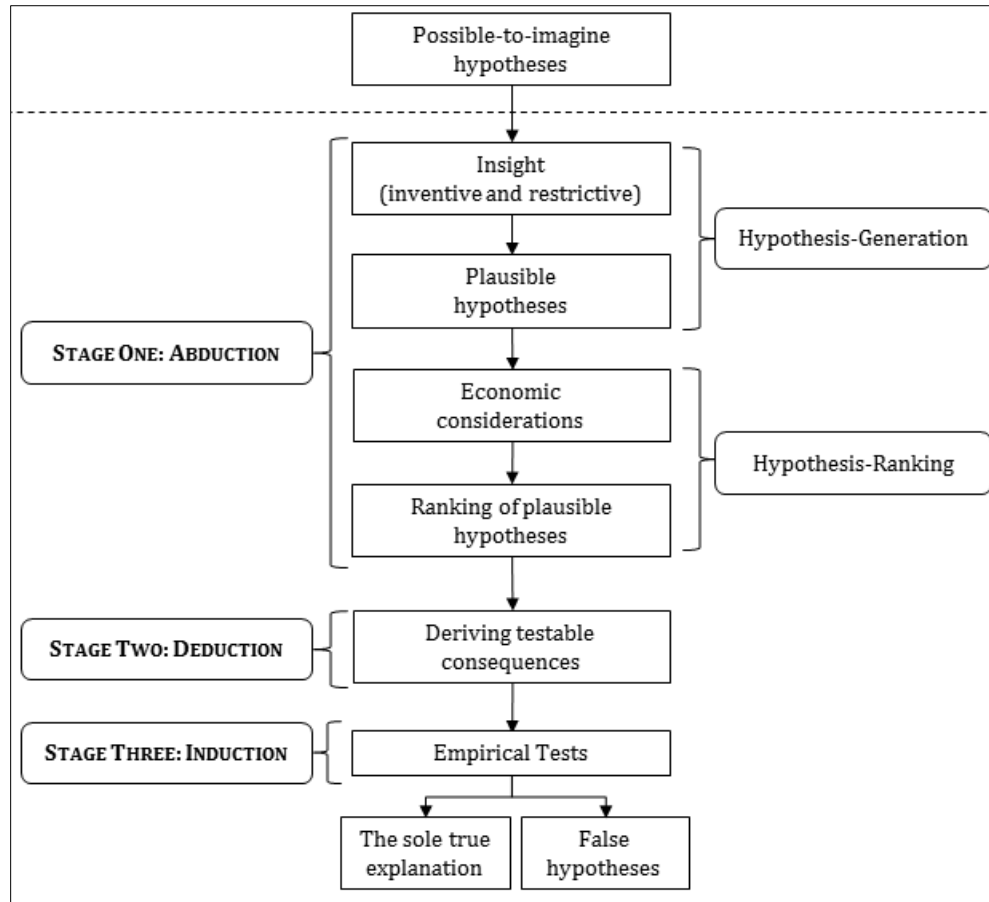 Possible-to-imagine
hypotheses
Insight
(inventive and restrictive)
Hypothesis-Generation
Plausible
hypotheses
STAGE ONE: ABDUCTION
Economic
considerations
Hypothesis-Ranking
Ranking of plausible
hypotheses
STAGE TWO: DEDUCTION
Deriving testable
consequences
STAGE THREE: INDUCTION
Empirical Tests
The sole true
explanation
False
hypotheses